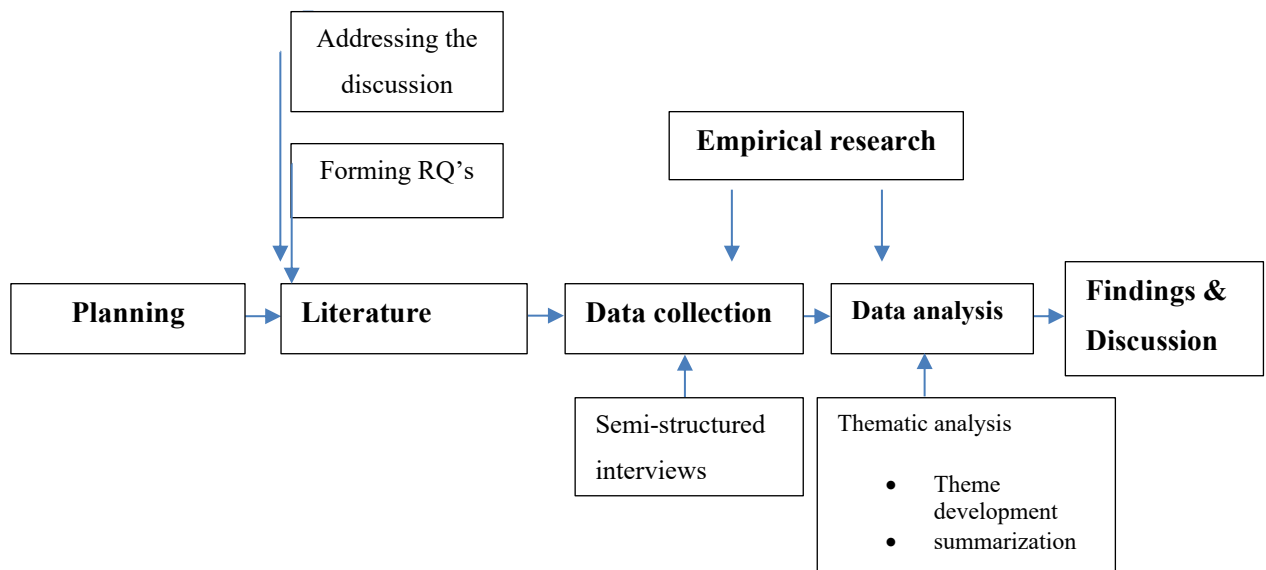 Addressing the
discussion
Forming RQ’s
Empirical research
Planning
Literature
Data collection
Data analysis
Findings &
Discussion
Semi-structured
interviews
Thematic analysis
• Theme
development
• summarization